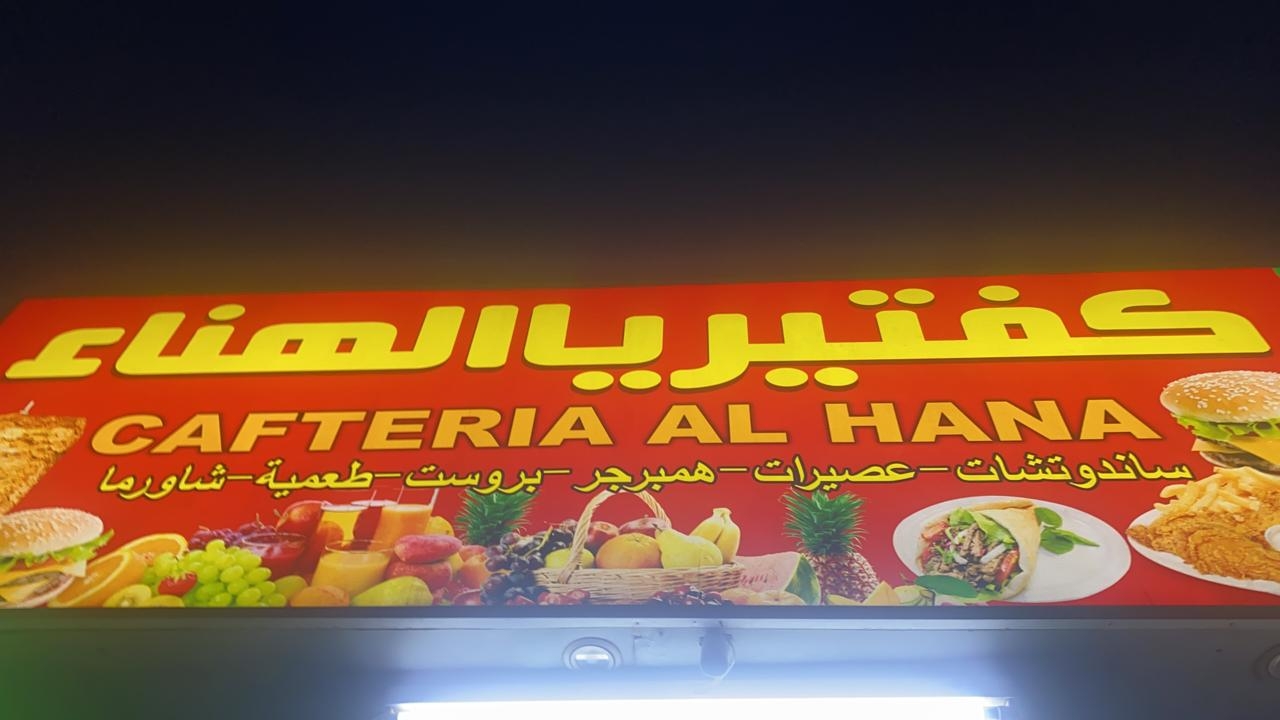 كفتيريا الهناء
CAFTERIA AL HANA
ساندوتشات - عصيرات - همبرجر - بروست - طعمية - شاورما